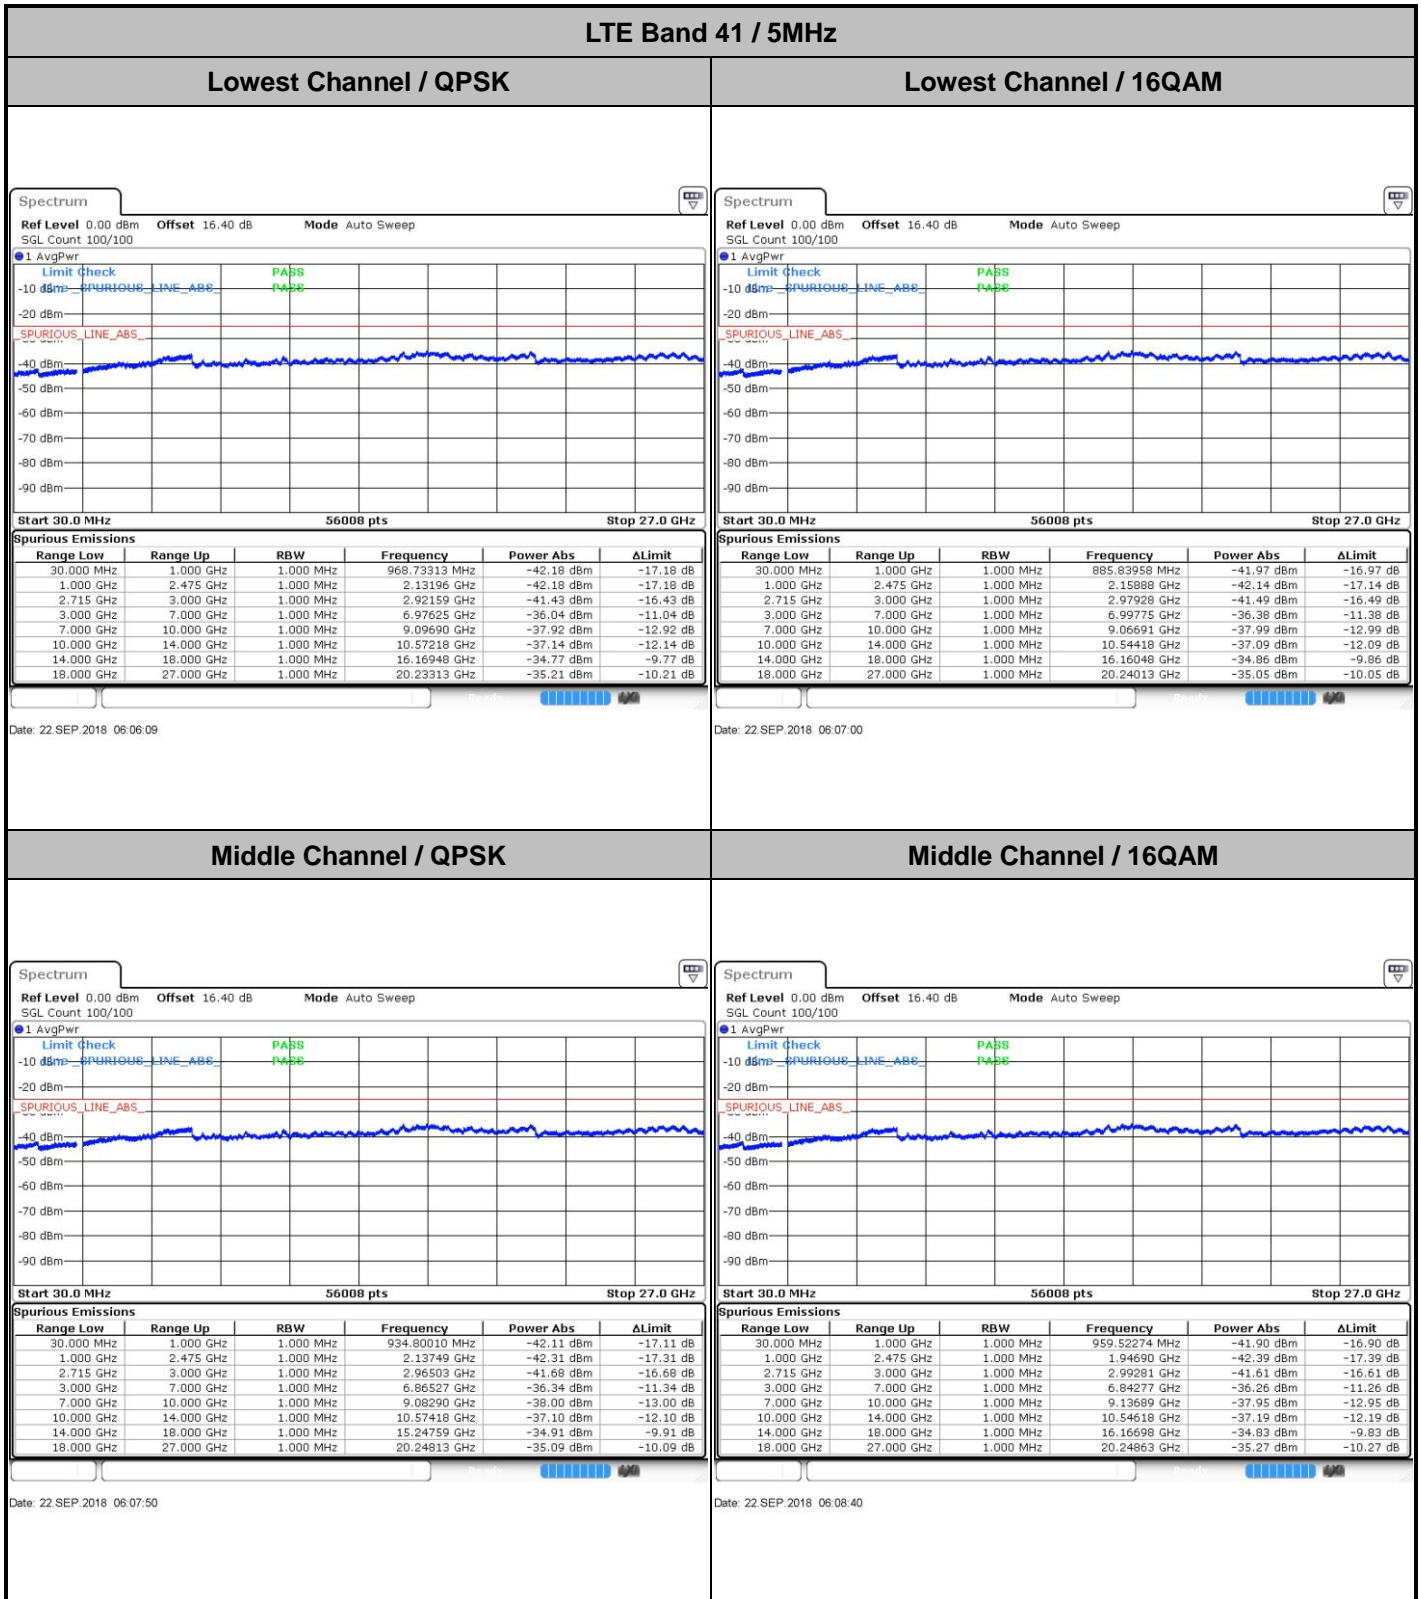 LTE Band 41 / 5MHz
Lowest Channel / QPSK
Spectrum
Ref Level 0.00 dBm Offset 16.40 dB Mode Auto Sweep
SGL Count 100/100
1 AvgPwr
Limit Check PASS
-10 dBm Line _SPURIOUS_LINE_ABS_ PASS
-20 dBm
_SPURIOUS_LINE_ABS_
-40 dBm
-50 dBm
-60 dBm
-70 dBm
-80 dBm
-90 dBm
Start 30.0 MHz 56008 pts Stop 27.0 GHz
Spurious Emissions
Range Low Range Up RBW Frequency Power Abs ΔLimit
30.000 MHz 1.000 GHz 1.000 MHz 968.73313 MHz -42.18 dBm -17.18 dB
1.000 GHz 2.475 GHz 1.000 MHz 2.13196 GHz -42.18 dBm -17.18 dB
2.715 GHz 3.000 GHz 1.000 MHz 2.92159 GHz -41.43 dBm -16.43 dB
3.000 GHz 7.000 GHz 1.000 MHz 6.97625 GHz -36.04 dBm -11.04 dB
7.000 GHz 10.000 GHz 1.000 MHz 9.09690 GHz -37.92 dBm -12.92 dB
10.000 GHz 14.000 GHz 1.000 MHz 10.57218 GHz -37.14 dBm -12.14 dB
14.000 GHz 18.000 GHz 1.000 MHz 16.16948 GHz -34.77 dBm -9.77 dB
18.000 GHz 27.000 GHz 1.000 MHz 20.23313 GHz -35.21 dBm -10.21 dB
Date: 22.SEP.2018 06:06:09
Lowest Channel / 16QAM
Spectrum
Ref Level 0.00 dBm Offset 16.40 dB Mode Auto Sweep
SGL Count 100/100
1 AvgPwr
Limit Check PASS
-10 dBm Line _SPURIOUS_LINE_ABS_ PASS
-20 dBm
_SPURIOUS_LINE_ABS_
-40 dBm
-50 dBm
-60 dBm
-70 dBm
-80 dBm
-90 dBm
Start 30.0 MHz 56008 pts Stop 27.0 GHz
Spurious Emissions
Range Low Range Up RBW Frequency Power Abs ΔLimit
30.000 MHz 1.000 GHz 1.000 MHz 885.83958 MHz -41.97 dBm -16.97 dB
1.000 GHz 2.475 GHz 1.000 MHz 2.15888 GHz -42.14 dBm -17.14 dB
2.715 GHz 3.000 GHz 1.000 MHz 2.97928 GHz -41.49 dBm -16.49 dB
3.000 GHz 7.000 GHz 1.000 MHz 6.99775 GHz -36.38 dBm -11.38 dB
7.000 GHz 10.000 GHz 1.000 MHz 9.06691 GHz -37.99 dBm -12.99 dB
10.000 GHz 14.000 GHz 1.000 MHz 10.54418 GHz -37.09 dBm -12.09 dB
14.000 GHz 18.000 GHz 1.000 MHz 16.16048 GHz -34.86 dBm -9.86 dB
18.000 GHz 27.000 GHz 1.000 MHz 20.24013 GHz -35.05 dBm -10.05 dB
Date: 22.SEP.2018 06:07:00
Middle Channel / QPSK
Spectrum
Ref Level 0.00 dBm Offset 16.40 dB Mode Auto Sweep
SGL Count 100/100
1 AvgPwr
Limit Check PASS
-10 dBm Line _SPURIOUS_LINE_ABS_ PASS
-20 dBm
_SPURIOUS_LINE_ABS_
-40 dBm
-50 dBm
-60 dBm
-70 dBm
-80 dBm
-90 dBm
Start 30.0 MHz 56008 pts Stop 27.0 GHz
Spurious Emissions
Range Low Range Up RBW Frequency Power Abs ΔLimit
30.000 MHz 1.000 GHz 1.000 MHz 934.80010 MHz -42.11 dBm -17.11 dB
1.000 GHz 2.475 GHz 1.000 MHz 2.13749 GHz -42.31 dBm -17.31 dB
2.715 GHz 3.000 GHz 1.000 MHz 2.96503 GHz -41.68 dBm -16.68 dB
3.000 GHz 7.000 GHz 1.000 MHz 6.86527 GHz -36.34 dBm -11.34 dB
7.000 GHz 10.000 GHz 1.000 MHz 9.08290 GHz -38.00 dBm -13.00 dB
10.000 GHz 14.000 GHz 1.000 MHz 10.57418 GHz -37.10 dBm -12.10 dB
14.000 GHz 18.000 GHz 1.000 MHz 15.24759 GHz -34.91 dBm -9.91 dB
18.000 GHz 27.000 GHz 1.000 MHz 20.24813 GHz -35.09 dBm -10.09 dB
Date: 22.SEP.2018 06:07:50
Middle Channel / 16QAM
Spectrum
Ref Level 0.00 dBm Offset 16.40 dB Mode Auto Sweep
SGL Count 100/100
1 AvgPwr
Limit Check PASS
-10 dBm Line _SPURIOUS_LINE_ABS_ PASS
-20 dBm
_SPURIOUS_LINE_ABS_
-40 dBm
-50 dBm
-60 dBm
-70 dBm
-80 dBm
-90 dBm
Start 30.0 MHz 56008 pts Stop 27.0 GHz
Spurious Emissions
Range Low Range Up RBW Frequency Power Abs ΔLimit
30.000 MHz 1.000 GHz 1.000 MHz 959.52274 MHz -41.90 dBm -16.90 dB
1.000 GHz 2.475 GHz 1.000 MHz 1.94690 GHz -42.39 dBm -17.39 dB
2.715 GHz 3.000 GHz 1.000 MHz 2.99281 GHz -41.61 dBm -16.61 dB
3.000 GHz 7.000 GHz 1.000 MHz 6.84277 GHz -36.26 dBm -11.26 dB
7.000 GHz 10.000 GHz 1.000 MHz 9.13689 GHz -37.95 dBm -12.95 dB
10.000 GHz 14.000 GHz 1.000 MHz 10.54618 GHz -37.19 dBm -12.19 dB
14.000 GHz 18.000 GHz 1.000 MHz 16.16698 GHz -34.83 dBm -9.83 dB
18.000 GHz 27.000 GHz 1.000 MHz 20.24863 GHz -35.27 dBm -10.27 dB
Date: 22.SEP.2018 06:08:40